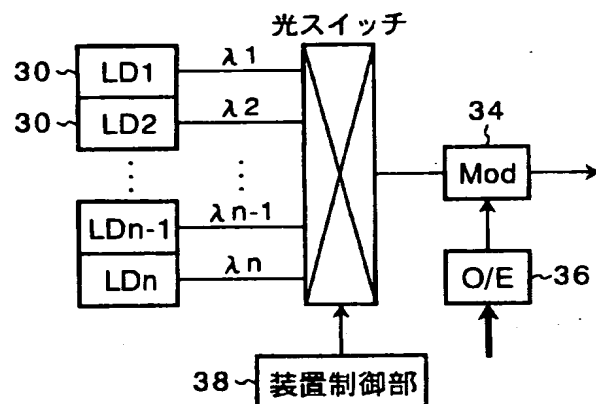 光スイッチ
30 LD1 λ1
30 LD2 λ2
LDn-1 λn-1
LDn λn
34
Mod
O/E 36
38 装置制御部